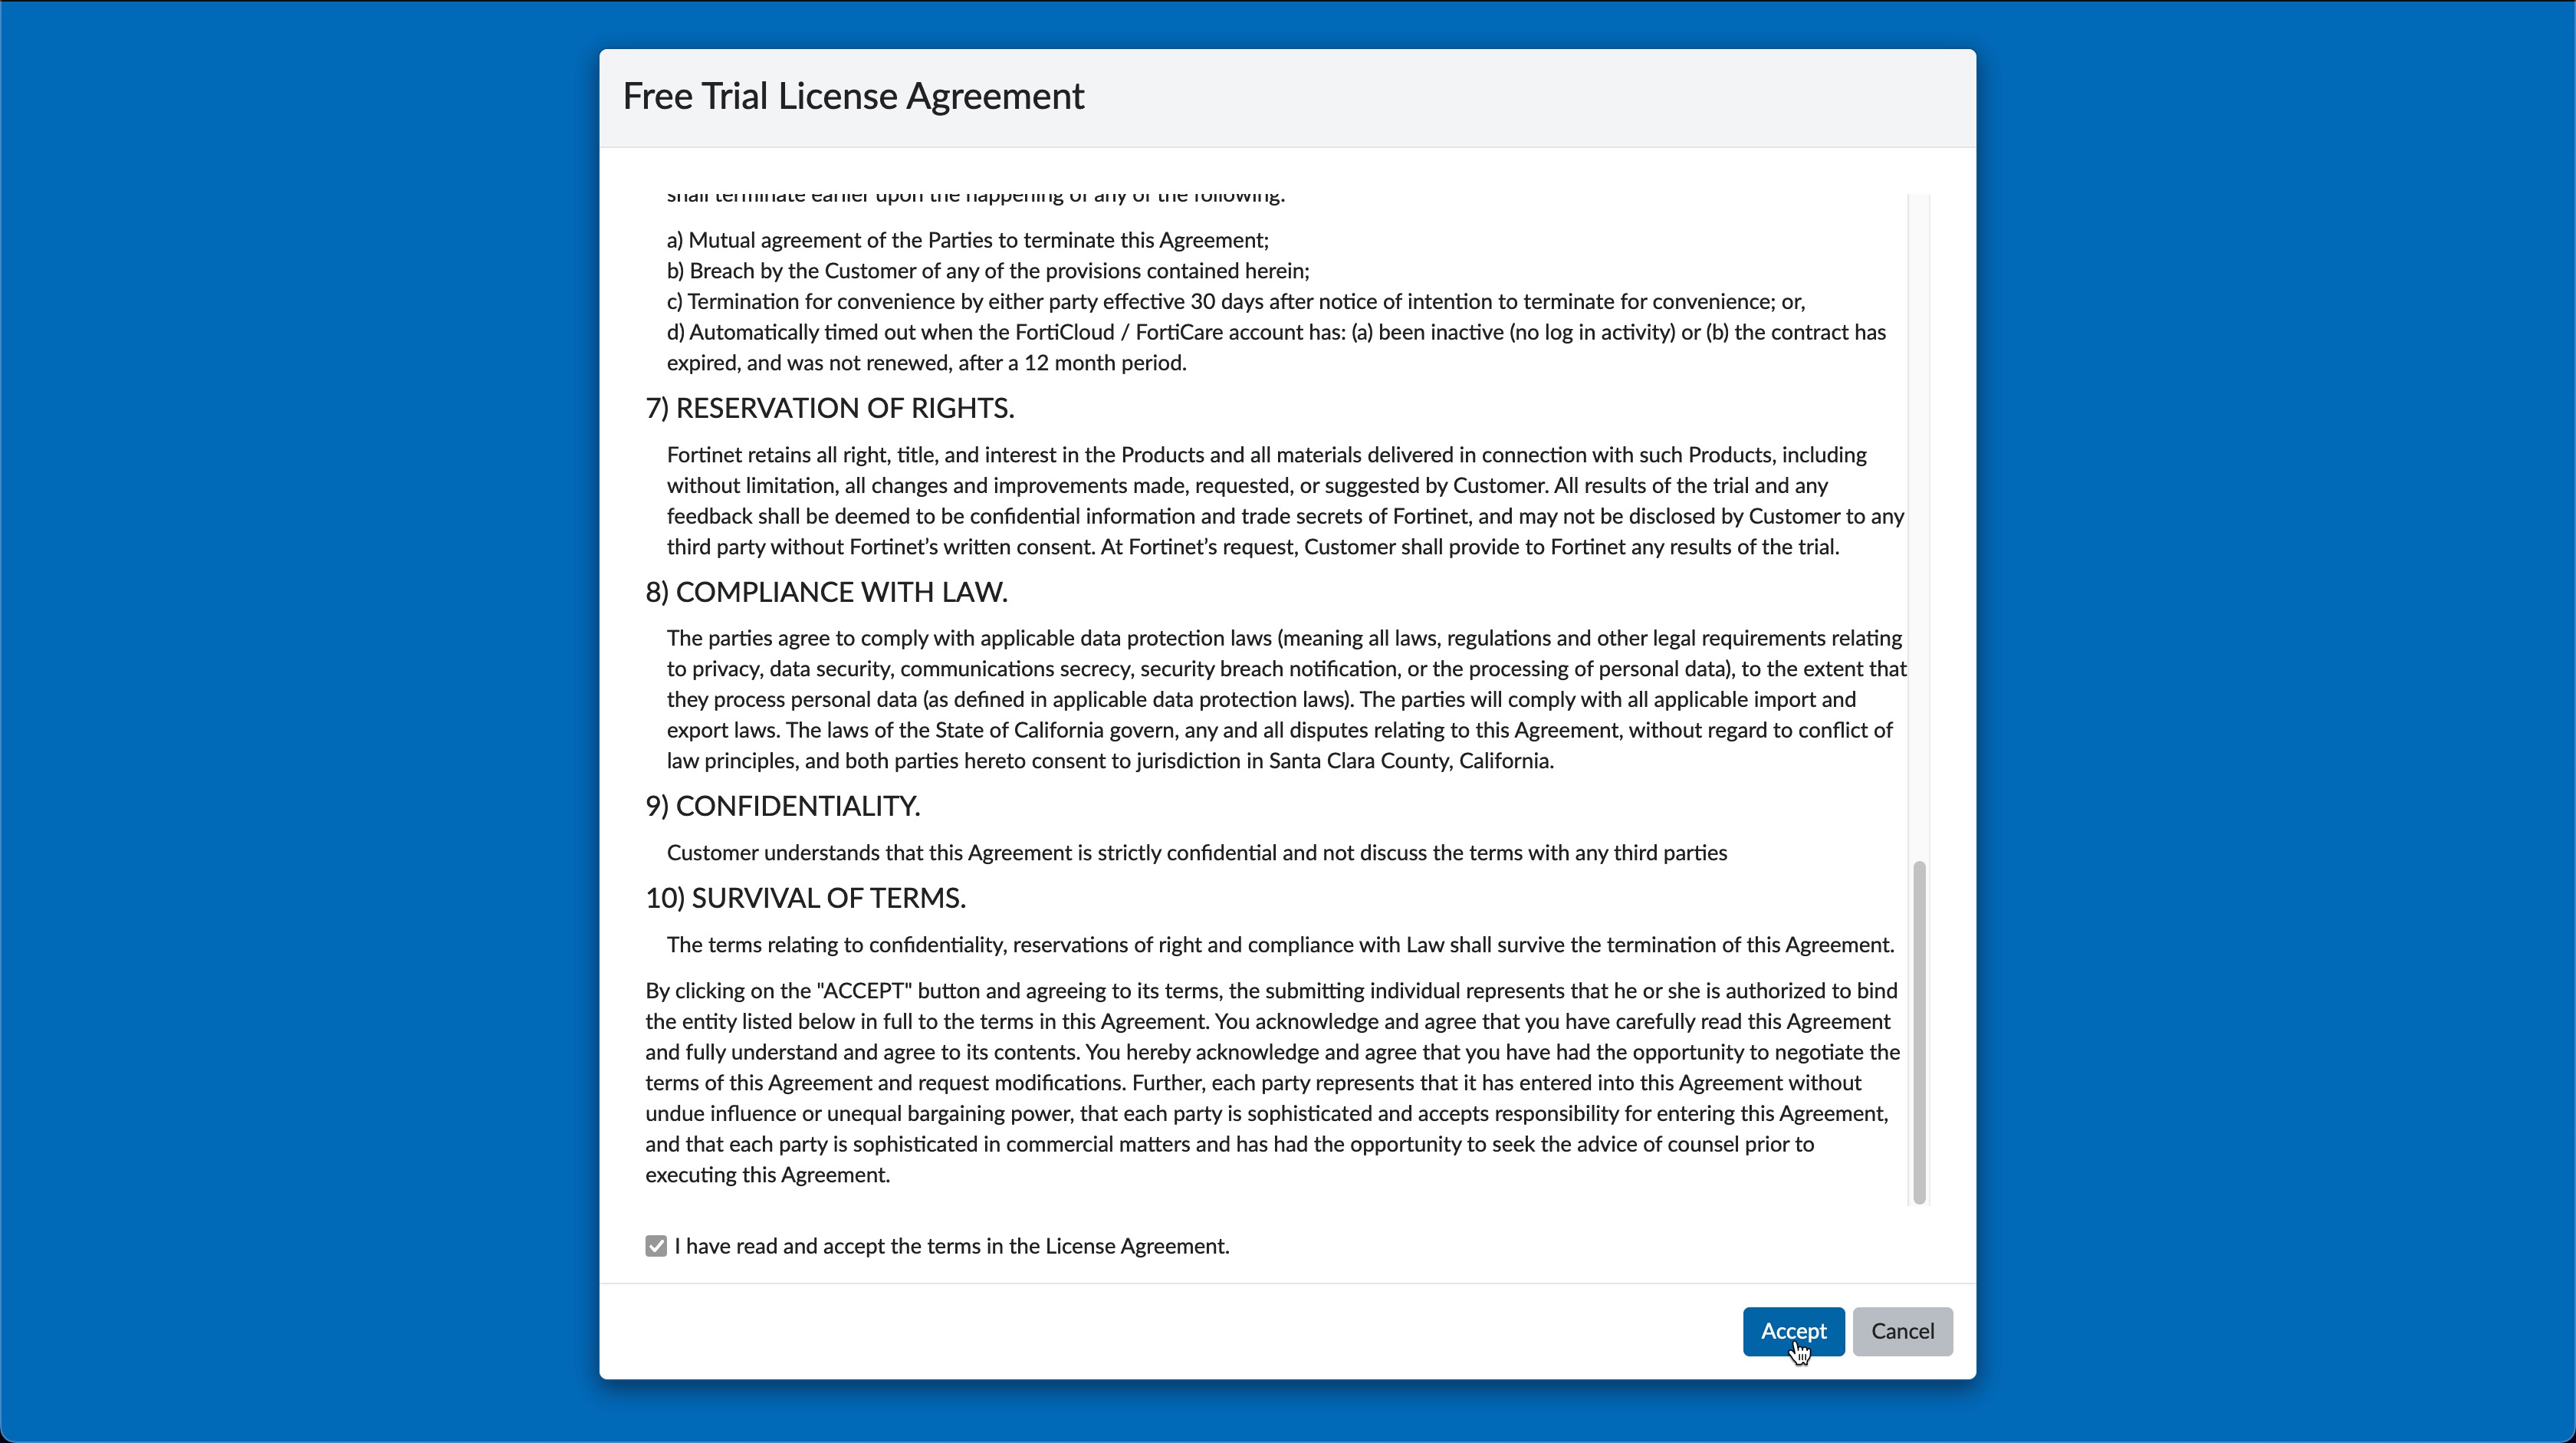 Free Trial License Agreement
shall terminate earlier upon the happening of any of the following.
a) Mutual agreement of the Parties to terminate this Agreement;
b) Breach by the Customer of any of the provisions contained herein;
c) Termination for convenience by either party effective 30 days after notice of intention to terminate for convenience; or,
d) Automatically timed out when the FortiCloud / FortiCare account has: (a) been inactive (no log in activity) or (b) the contract has
expired, and was not renewed, after a 12 month period.
7) RESERVATION OF RIGHTS.
Fortinet retains all right, title, and interest in the Products and all materials delivered in connection with such Products, including
without limitation, all changes and improvements made, requested, or suggested by Customer. All results of the trial and any
feedback shall be deemed to be confidential information and trade secrets of Fortinet, and may not be disclosed by Customer to any
third party without Fortinet’s written consent. At Fortinet’s request, Customer shall provide to Fortinet any results of the trial.
8) COMPLIANCE WITH LAW.
The parties agree to comply with applicable data protection laws (meaning all laws, regulations and other legal requirements relating
to privacy, data security, communications secrecy, security breach notification, or the processing of personal data), to the extent that
they process personal data (as defined in applicable data protection laws). The parties will comply with all applicable import and
export laws. The laws of the State of California govern, any and all disputes relating to this Agreement, without regard to conflict of
law principles, and both parties hereto consent to jurisdiction in Santa Clara County, California.
9) CONFIDENTIALITY.
Customer understands that this Agreement is strictly confidential and not discuss the terms with any third parties
10) SURVIVAL OF TERMS.
The terms relating to confidentiality, reservations of right and compliance with Law shall survive the termination of this Agreement.
By clicking on the "ACCEPT" button and agreeing to its terms, the submitting individual represents that he or she is authorized to bind
the entity listed below in full to the terms in this Agreement. You acknowledge and agree that you have carefully read this Agreement
and fully understand and agree to its contents. You hereby acknowledge and agree that you have had the opportunity to negotiate the
terms of this Agreement and request modifications. Further, each party represents that it has entered into this Agreement without
undue influence or unequal bargaining power, that each party is sophisticated and accepts responsibility for entering this Agreement,
and that each party is sophisticated in commercial matters and has had the opportunity to seek the advice of counsel prior to
executing this Agreement.
I have read and accept the terms in the License Agreement.
Accept
Cancel